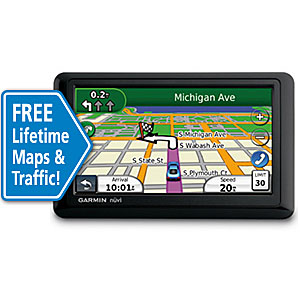 FREE
Lifetime
Maps &
Traffic!
0.2
Michigan Ave
S Michigan Ave
S Wabash Ave
S State St
S Plymouth Ct
Arrival
10:01
Speed
20
LIMIT
30
GARMIN nüvi